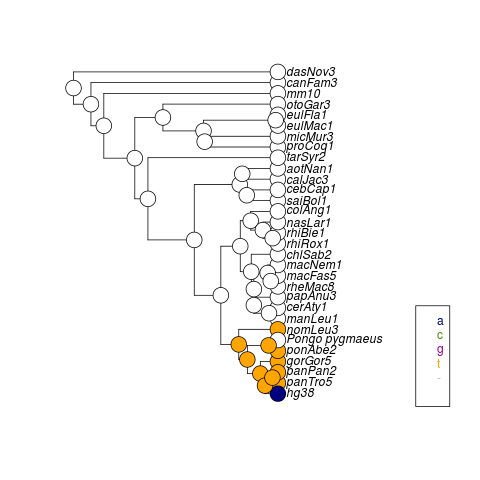 dasNov3
canFam3
mm10
otoGar3
eulFla1
eulMac1
micMur3
proCoq1
tarSyr2
aotNan1
calJac3
cebCap1
saiBol1
colAng1
nasLar1
rhiBie1
rhiRox1
chlSab2
macNem1
macFas5
rheMac8
papAnu3
cerAty1
manLeu1
nomLeu3
Pongo pygmaeus
ponAbe2
gorGor5
panPan2
panTro5
hg38
a
c
g
t
-